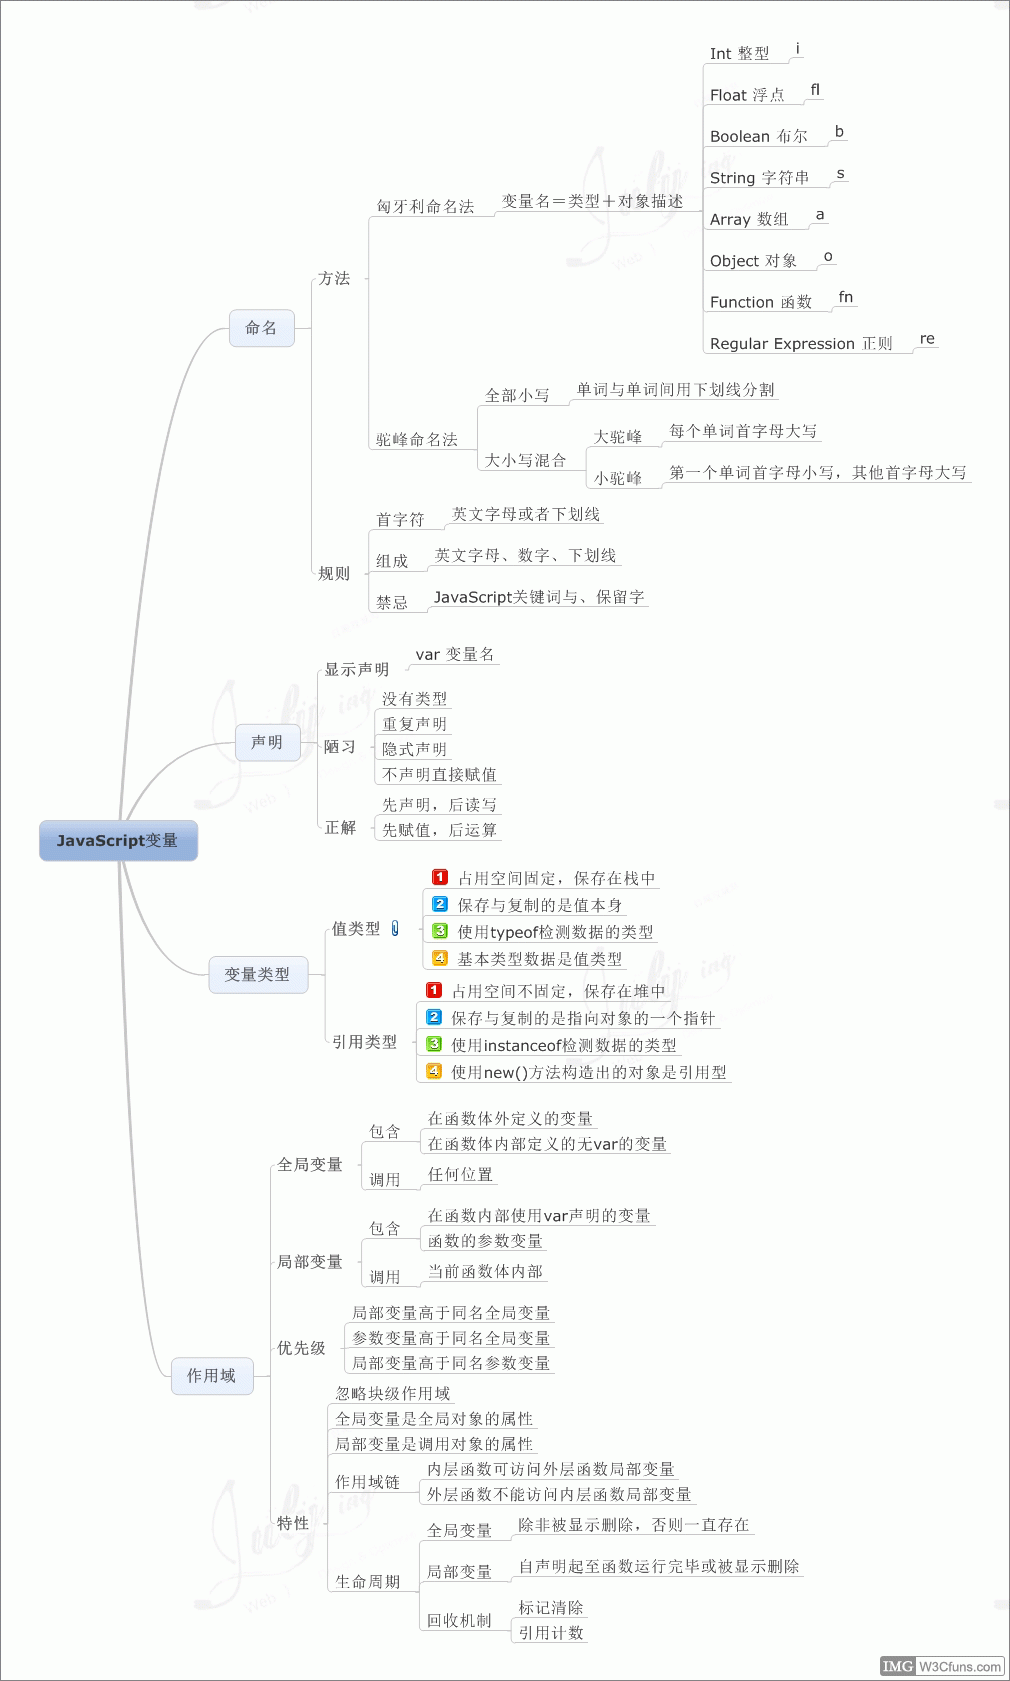 JavaScript变量
命名
方法
匈牙利命名法
变量名=类型+对象描述
Int 整型
i
Float 浮点
fl
Boolean 布尔
b
String 字符串
s
Array 数组
a
Object 对象
o
Function 函数
fn
Regular Expression 正则
re
驼峰命名法
全部小写
单词与单词间用下划线分割
大小写混合
大驼峰
每个单词首字母大写
小驼峰
第一个单词首字母小写，其他首字母大写
规则
首字符
英文字母或者下划线
组成
英文字母、数字、下划线
禁忌
JavaScript关键词与、保留字
声明
显示声明
var 变量名
陋习
没有类型
重复声明
隐式声明
不声明直接赋值
正解
先声明，后读写
先赋值，后运算
变量类型
值类型
1 占用空间固定，保存在栈中
2 保存与复制的是值本身
3 使用typeof检测数据的类型
4 基本类型数据是值类型
引用类型
1 占用空间不固定，保存在堆中
2 保存与复制的是指向对象的一个指针
3 使用instanceof检测数据的类型
4 使用new()方法构造出的对象是引用型
作用域
全局变量
包含
在函数体外定义的变量
在函数体内部定义的无var的变量
调用
任何位置
局部变量
包含
在函数内部使用var声明的变量
函数的参数变量
调用
当前函数体内部
优先级
局部变量高于同名全局变量
参数变量高于同名全局变量
局部变量高于同名参数变量
特性
忽略块级作用域
全局变量是全局对象的属性
局部变量是调用对象的属性
作用域链
内层函数可访问外层函数局部变量
外层函数不能访问内层函数局部变量
生命周期
全局变量
除非被显示删除，否则一直存在
局部变量
自声明起至函数运行完毕或被显示删除
回收机制
标记清除
引用计数
IMG W3Cfuns.com